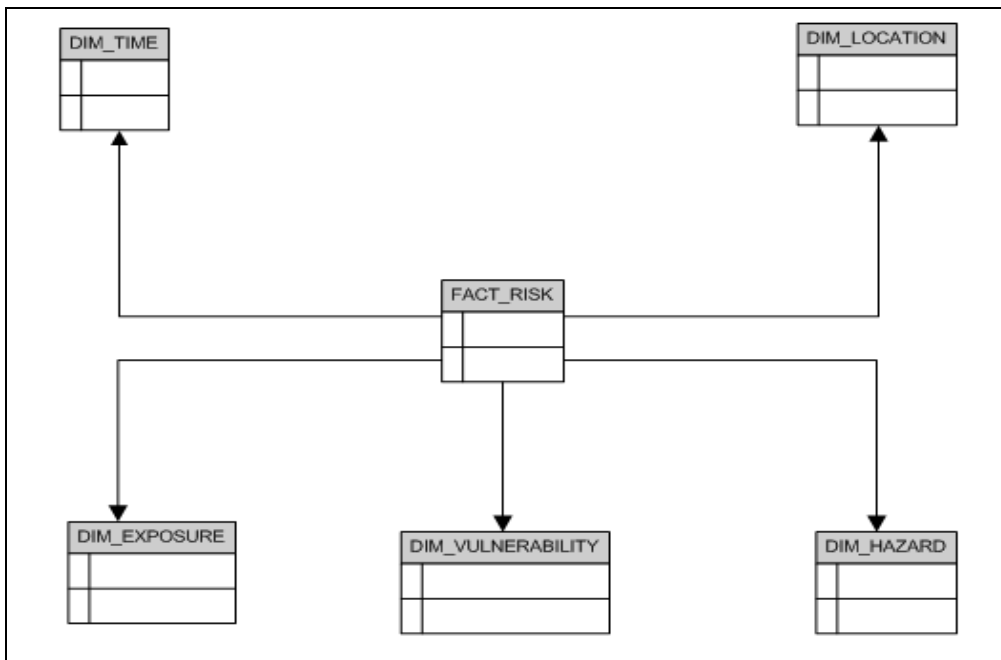 DIM_TIME
DIM_LOCATION
FACT_RISK
DIM_EXPOSURE
DIM_VULNERABILITY
DIM_HAZARD